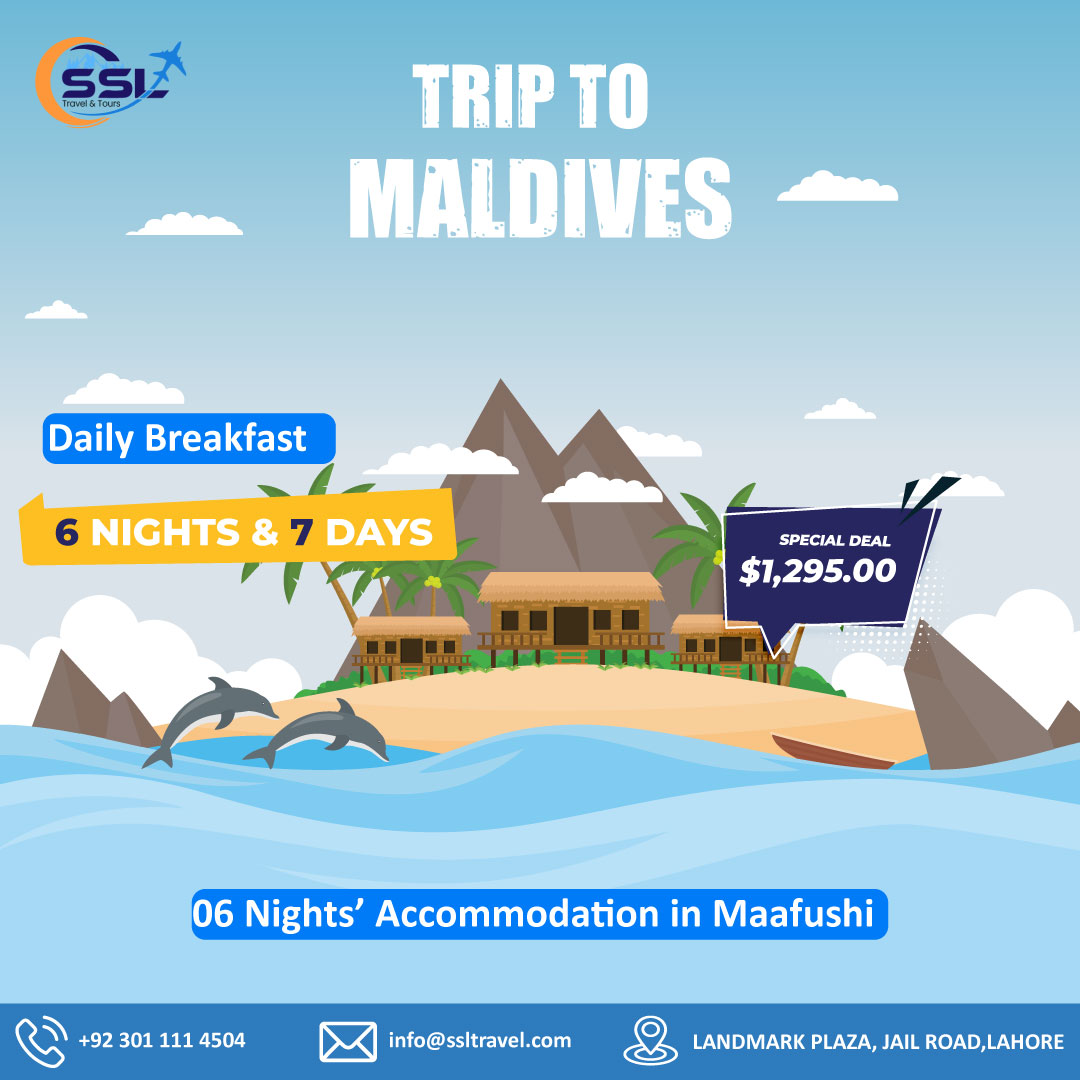 SSL
Travel & Tours
TRIP TO
MALDIVES
Daily Breakfast
6 NIGHTS & 7 DAYS
SPECIAL DEAL
$1,295.00
06 Nights’ Accommodation in Maafushi
+92 301 111 4504
info@ssltravel.com
LANDMARK PLAZA, JAIL ROAD,LAHORE